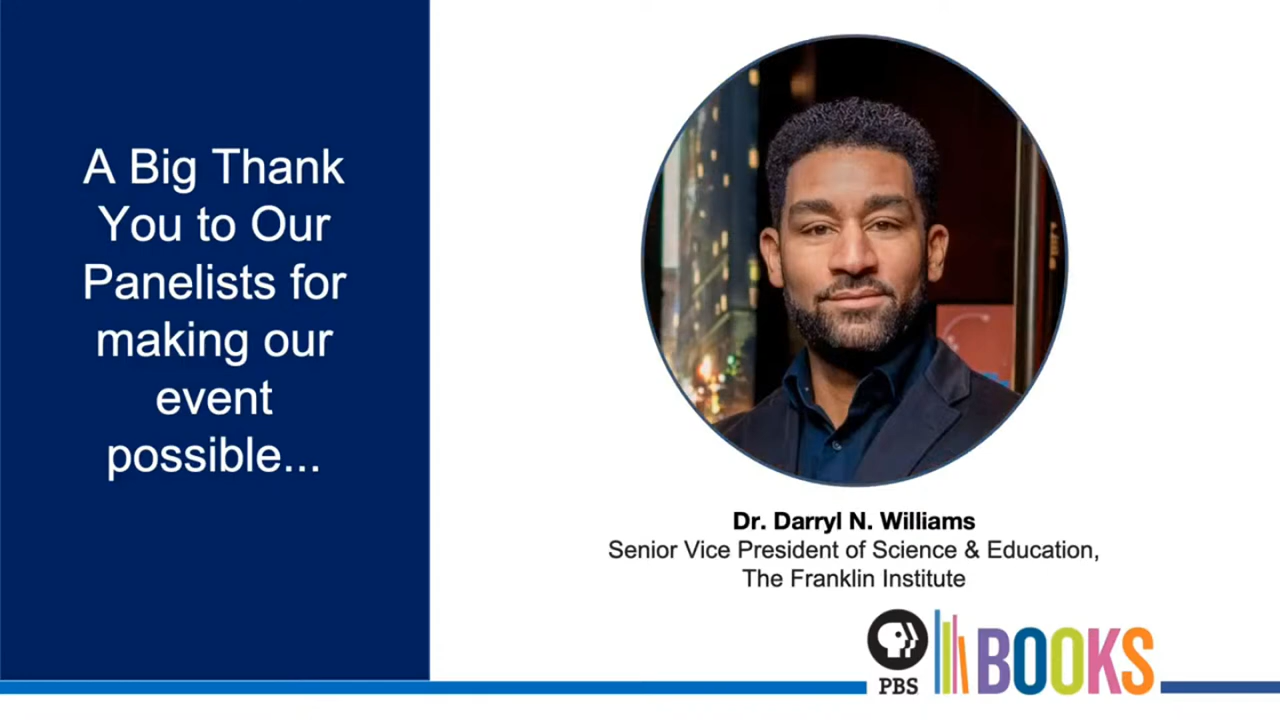 A Big Thank
You to Our
Panelists for
making our
event
possible...
Dr. Darryl N. Williams
Senior Vice President of Science & Education,
The Franklin Institute
PBS
BOOKS